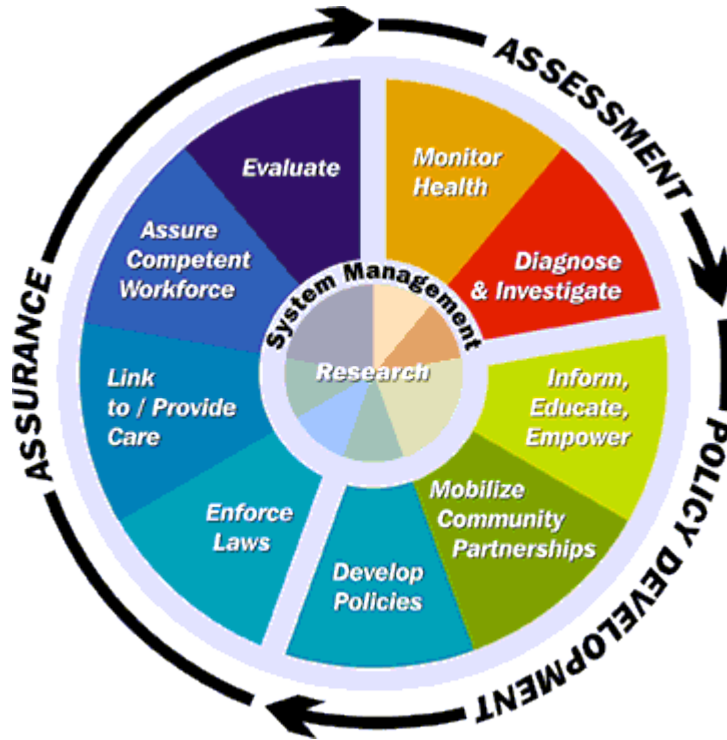 ASSESSMENT
Monitor
Health
Diagnose
& Investigate
POLICY DEVELOPMENT
Inform,
Educate,
Empower
Mobilize
Community
Partnerships
Develop
Policies
ASSURANCE
Enforce
Laws
Link
to / Provide
Care
Assure
Competent
Workforce
Evaluate
System Management
Research